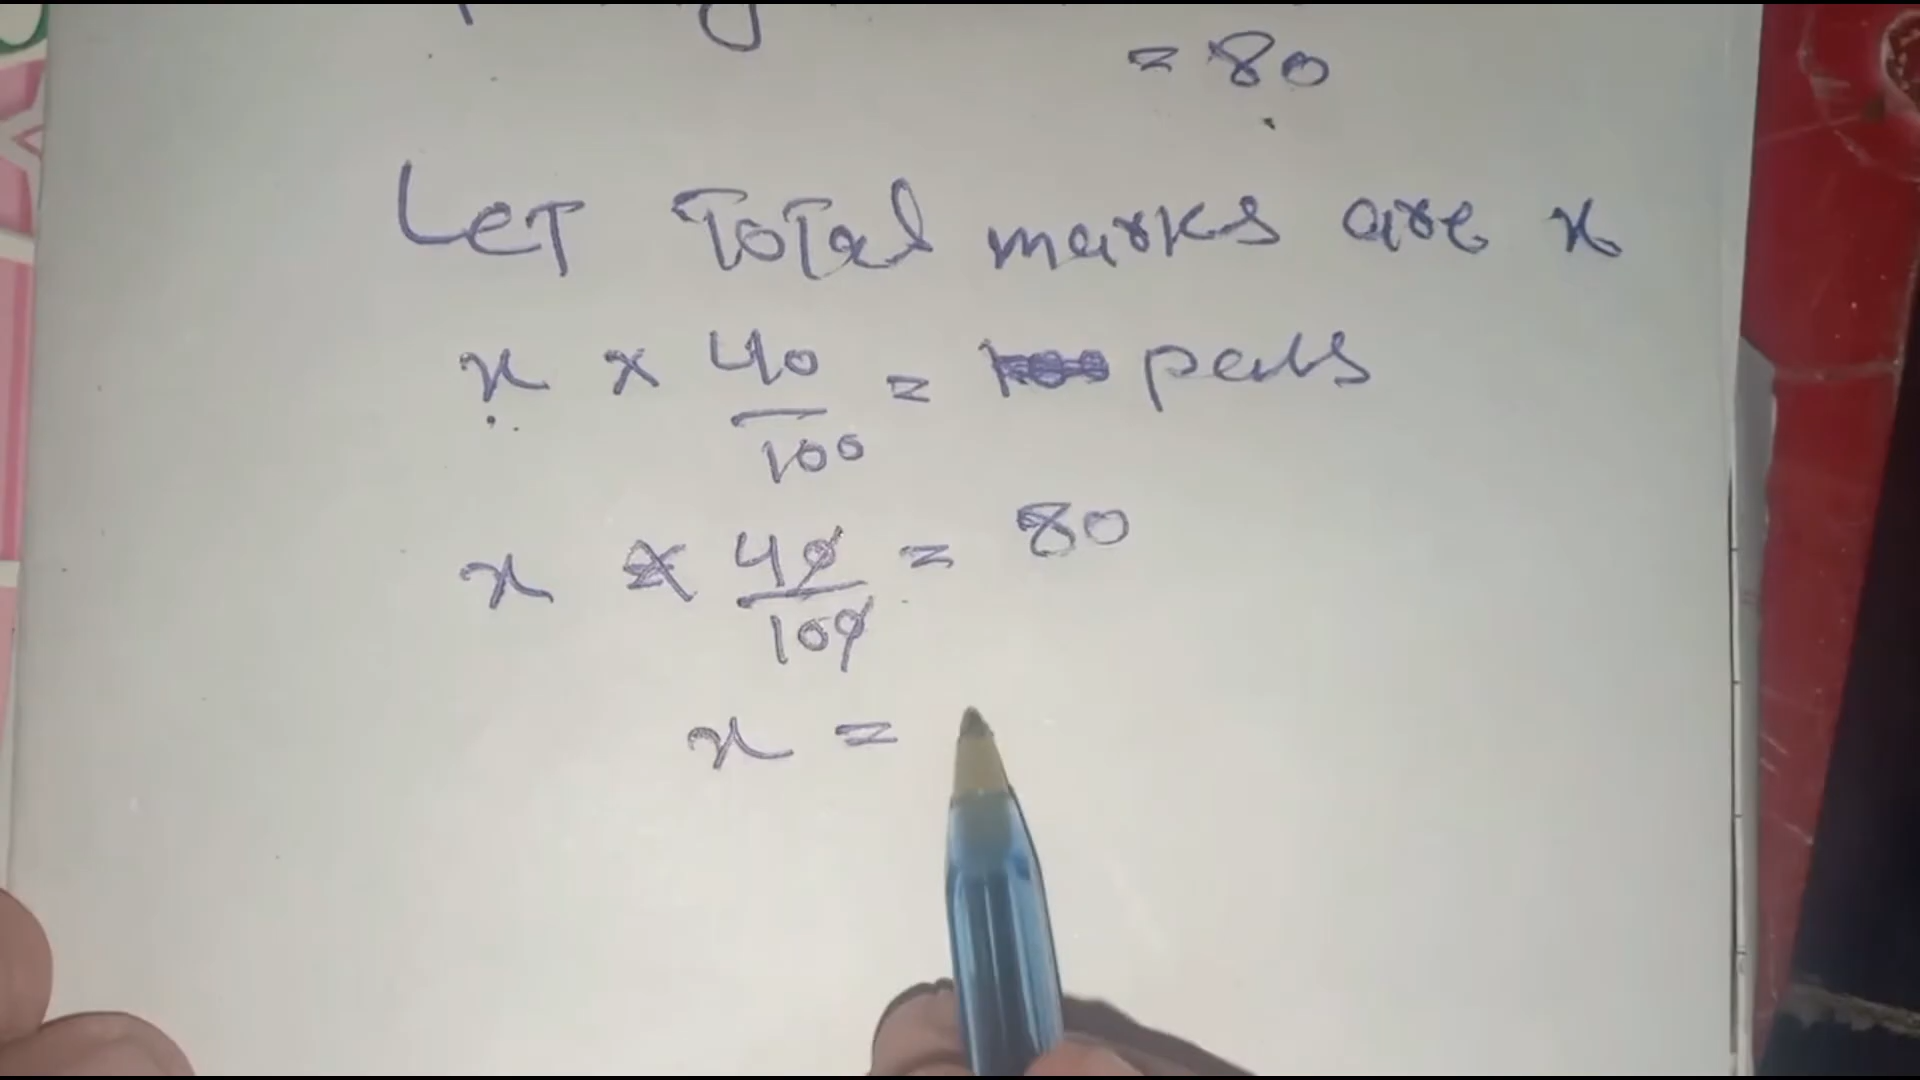 = 80
Let Total marks are x
x × 40/100 = pass
x × 40/100 = 80
x =